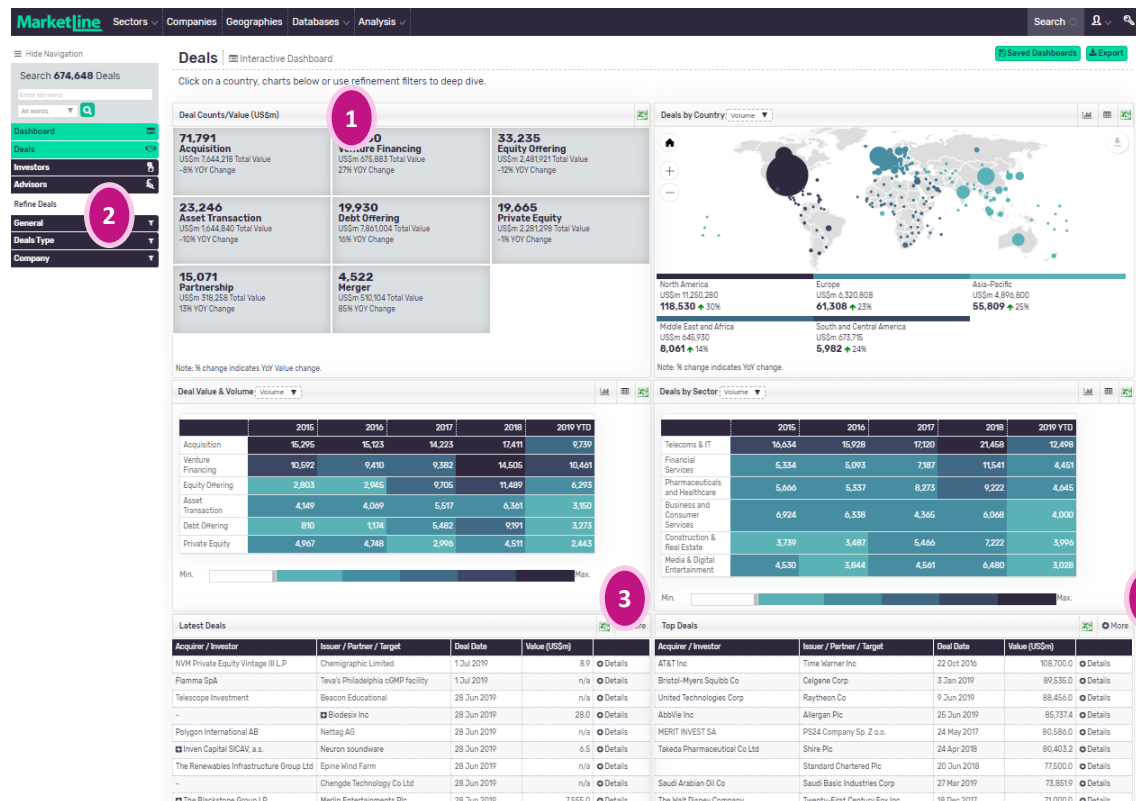 MarketLine Sectors Companies Geographies Databases Analysis Search
Hide Navigation
Search 674,648 Deals
Enter Keyword
All words
Dashboard
Deals
Investors
Advisors
Refine Deals
General
Deals Type
Company
2
Deals Interactive Dashboard
Saved Dashboards Export
Click on a country, charts below or use refinement filters to deep dive.
Deal Counts/Value (US$m)
1
71,791
Acquisition
US$m 7,644,218 Total Value
-8% YOY Change
Venture Financing
US$m 675,883 Total Value
27% YOY Change
33,235
Equity Offering
US$m 2,481,921 Total Value
-12% YOY Change
23,246
Asset Transaction
US$m 1,644,840 Total Value
-10% YOY Change
19,930
Debt Offering
US$m 7,861,004 Total Value
16% YOY Change
19,665
Private Equity
US$m 2,281,298 Total Value
-1% YOY Change
15,071
Partnership
US$m 318,258 Total Value
13% YOY Change
4,522
Merger
US$m 510,104 Total Value
85% YOY Change
Note: % change indicates YoY Value change.
Deals by Country Volume
North America
US$m 11,250,280
118,530 30%
Europe
US$m 6,320,808
61,308 23%
Asia-Pacific
US$m 4,896,800
55,809 25%
Middle East and Africa
US$m 645,930
8,061 14%
South and Central America
US$m 673,715
5,982 24%
Note: % change indicates YoY change.
Deal Value & Volume Volume
2015 2016 2017 2018 2019 YTD
Acquisition 15,295 15,123 14,223 17,411 9,739
Venture Financing 10,592 9,410 9,382 14,505 10,461
Equity Offering 2,803 2,945 9,705 11,489 6,293
Asset Transaction 4,149 4,069 5,517 6,361 3,150
Debt Offering 810 1,174 5,482 9,191 3,273
Private Equity 4,967 4,748 2,996 4,511 2,443
Min. Max.
Deals by Sector Volume
2015 2016 2017 2018 2019 YTD
Telecoms & IT 16,634 15,928 17,120 21,458 12,498
Financial Services 5,334 5,093 7,187 11,541 4,451
Pharmaceuticals and Healthcare 5,666 5,337 8,273 9,222 4,645
Business and Consumer Services 6,924 6,338 4,365 6,068 4,000
Construction & Real Estate 3,739 3,487 5,466 7,222 3,996
Media & Digital Entertainment 4,530 3,844 4,561 6,480 3,028
Min. Max.
3
Latest Deals
Acquirer / Investor Issuer / Partner / Target Deal Date Value (US$m)
NVM Private Equity Vintage III L.P Chemigraphic Limited 1 Jul 2019 8.9 Details
Flamma SpA Teva's Philadelphia cGMP facility 1 Jul 2019 n/a Details
Telescope Investment Beacon Educational 28 Jun 2019 n/a Details
- Biodesix Inc 28 Jun 2019 28.0 Details
Polygon International AB Nettag AG 28 Jun 2019 n/a Details
Inven Capital SICAV, a.s. Neuron soundware 28 Jun 2019 6.5 Details
The Renewables Infrastructure Group Ltd Epine Wind Farm 28 Jun 2019 n/a Details
- Chengde Technology Co Ltd 28 Jun 2019 n/a Details
The Blackstone Group L.P. Merlin Entertainments Plc 28 Jun 2019 7,555.0 Details
Top Deals More
Acquirer / Investor Issuer / Partner / Target Deal Date Value (US$m)
AT&T Inc Time Warner Inc 22 Oct 2016 108,700.0 Details
Bristol-Myers Squibb Co Celgene Corp 3 Jan 2019 89,535.0 Details
United Technologies Corp Raytheon Co 9 Jun 2019 88,456.0 Details
AbbVie Inc Allergan Plc 25 Jun 2019 85,737.4 Details
MERIT INVEST SA PS24 Company Sp. Z o.o. 24 May 2017 80,586.0 Details
Takeda Pharmaceutical Co Ltd Shire Plc 24 Apr 2018 80,403.2 Details
Standard Chartered Plc 20 Jun 2018 77,500.0 Details
Saudi Arabian Oil Co Saudi Basic Industries Corp 27 Mar 2019 73,851.9 Details
The Walt Disney Company Twenty-First Century Fox Inc 18 Dec 2017 71,000.0 Details